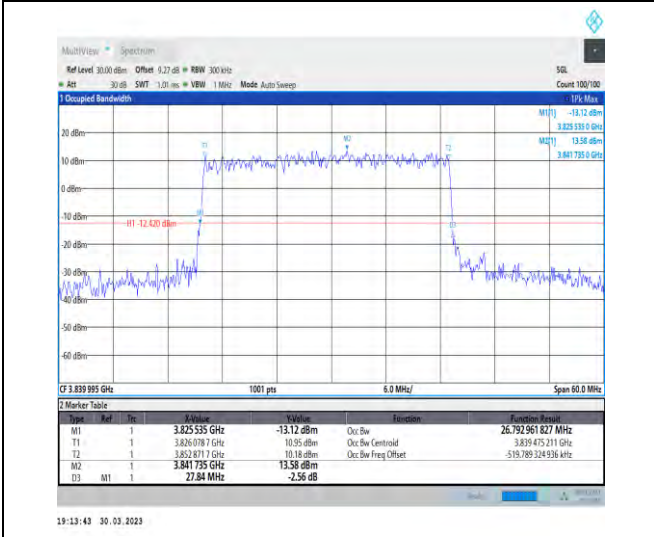 MultiView Spectrum
Ref Level 30.00 dBm Offset 9.27 dB RBW 300 kHz SGL
Att 30 dB SWT 1.01 ms VBW 1 MHz Mode Auto Sweep Count 100/100
1 Occupied Bandwidth 1Pk Max
M1[1] -13.12 dBm
3.825 535 0 GHz
M2[1] 13.58 dBm
3.841 735 0 GHz
20 dBm
T1 M2 T2
10 dBm
0 dBm
-10 dBm
M1
H1 -12.420 dBm
D3
-20 dBm
-30 dBm
-40 dBm
-50 dBm
-60 dBm
CF 3.839 995 GHz 1001 pts 6.0 MHz/ Span 60.0 MHz
2 Marker Table
Type Ref Trc X-Value Y-Value Function Function Result
M1 1 3.825 535 GHz -13.12 dBm Occ Bw 26.792 961 827 MHz
T1 1 3.826 078 7 GHz 10.95 dBm Occ Bw Centroid 3.839 475 211 GHz
T2 1 3.852 871 7 GHz 10.18 dBm Occ Bw Freq Offset -519.789 324 936 kHz
M2 1 3.841 735 GHz 13.58 dBm
D3 M1 1 27.84 MHz -2.56 dB
19:13:43 30.03.2023